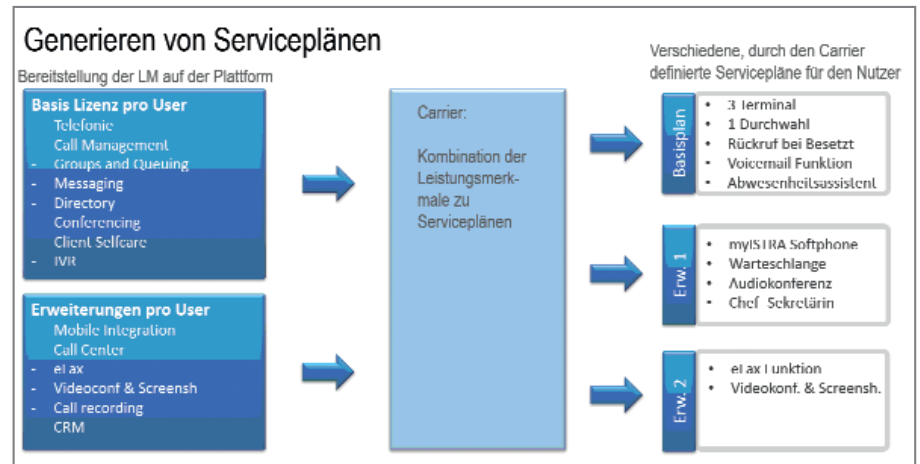 Generieren von Serviceplänen
Bereitstellung der LM auf der Plattform
Basis Lizenz pro User
Telefonie
Call Management
- Groups and Queuing
- Messaging
- Directory
Conferencing
Client Selfcare
- IVR
Erweiterungen pro User
Mobile Integration
Call Center
- eFax
- Videoconf & Screensh
- Call recording
CRM
Carrier:
Kombination der
Leistungsmerk-
male zu
Serviceplänen
Verschiedene, durch den Carrier
definierte Servicepläne für den Nutzer
Basisplan
• 3 Terminal
• 1 Durchwahl
• Rückruf bei Besetzt
• Voicemail Funktion
• Abwesenheitsassistent
Erw. 1
• myISTRA Softphone
• Warteschlange
• Audiokonferenz
• Chef Sekretärin
Erw. 2
• eFax Funktion
• Videokonf. & Screensh.